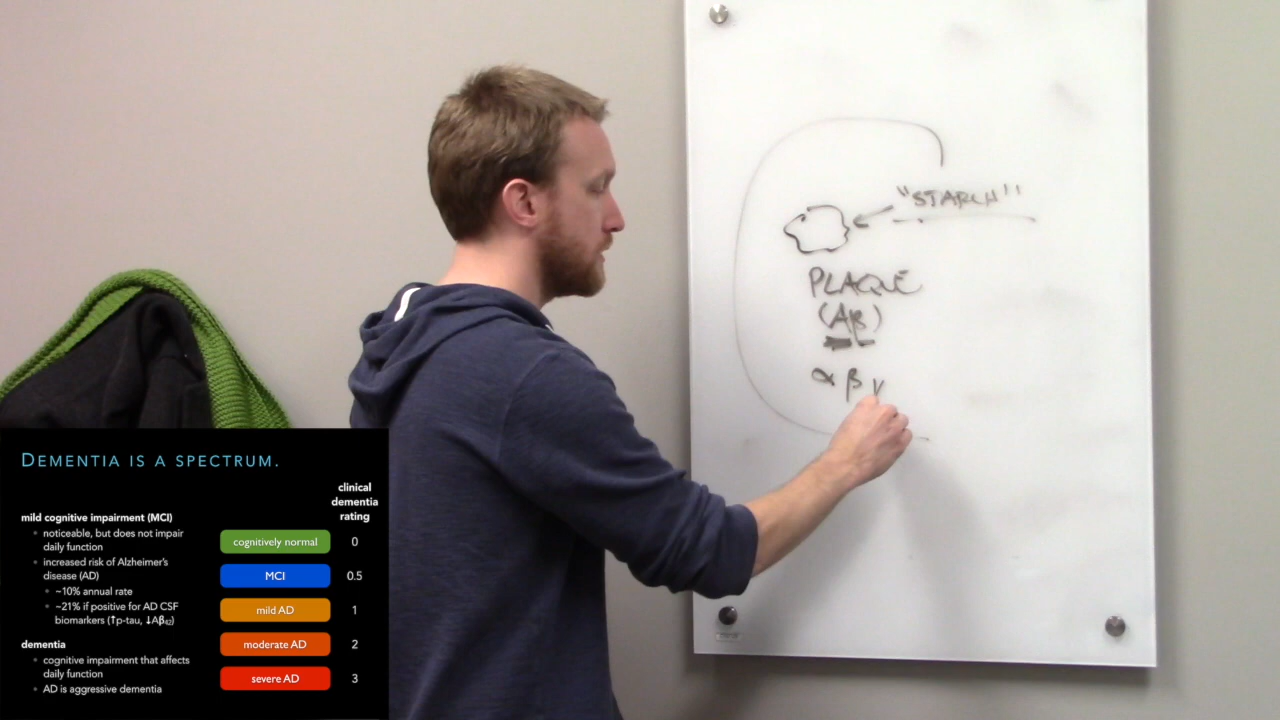 "STARCH"
PLAQUE
(Aβ)
α β γ
DEMENTIA IS A SPECTRUM.
clinical
dementia
rating
mild cognitive impairment (MCI)
• noticeable, but does not impair
daily function
• increased risk of Alzheimer's
disease (AD)
• ~10% annual rate
• ~21% if positive for AD CSF
biomarkers (↑p-tau, ↓Aβ42)
dementia
• cognitive impairment that affects
daily function
• AD is aggressive dementia
cognitively normal 0
MCI 0.5
mild AD 1
moderate AD 2
severe AD 3